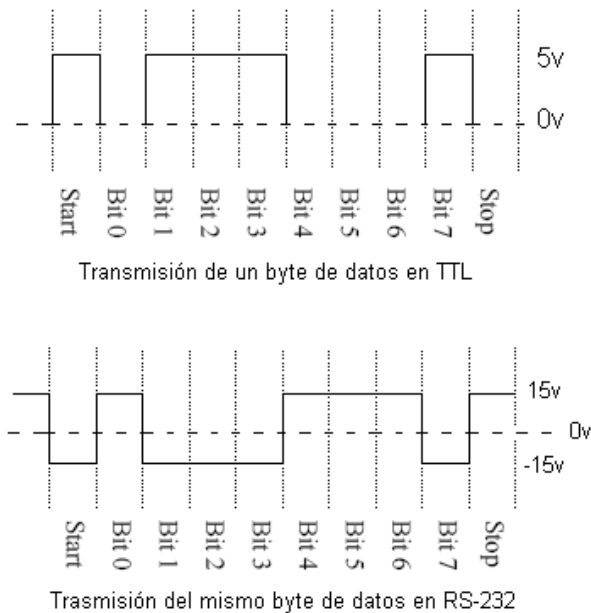 5v
0v
Start
Bit 0
Bit 1
Bit 2
Bit 3
Bit 4
Bit 5
Bit 6
Bit 7
Stop
Transmisión de un byte de datos en TTL
15v
0v
-15v
Start
Bit 0
Bit 1
Bit 2
Bit 3
Bit 4
Bit 5
Bit 6
Bit 7
Stop
Trasmisión del mismo byte de datos en RS-232